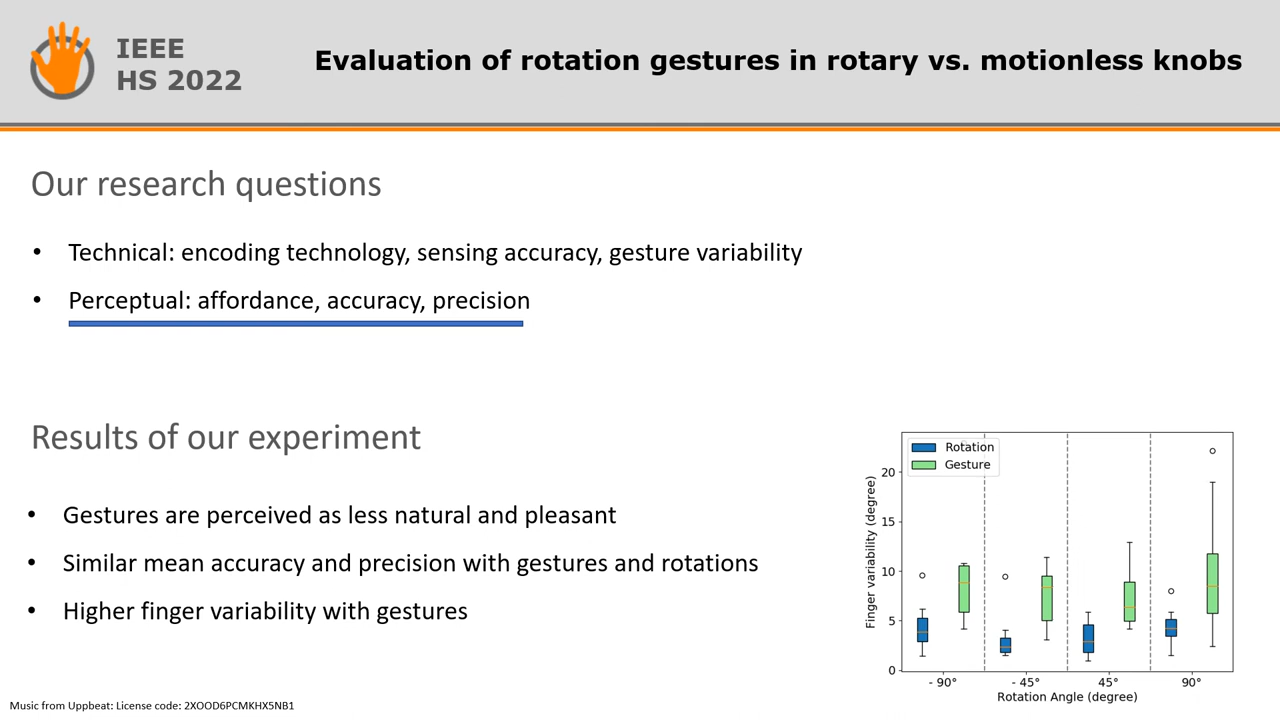 IEEE
HS 2022
Evaluation of rotation gestures in rotary vs. motionless knobs
Our research questions
• Technical: encoding technology, sensing accuracy, gesture variability
• Perceptual: affordance, accuracy, precision
Results of our experiment
• Gestures are perceived as less natural and pleasant
• Similar mean accuracy and precision with gestures and rotations
• Higher finger variability with gestures
Rotation
Gesture
Finger variability (degree)
20
15
10
5
0
- 90° - 45° 45° 90°
Rotation Angle (degree)
Music from Uppbeat: License code: 2XOOD6PCMKHX5NB1